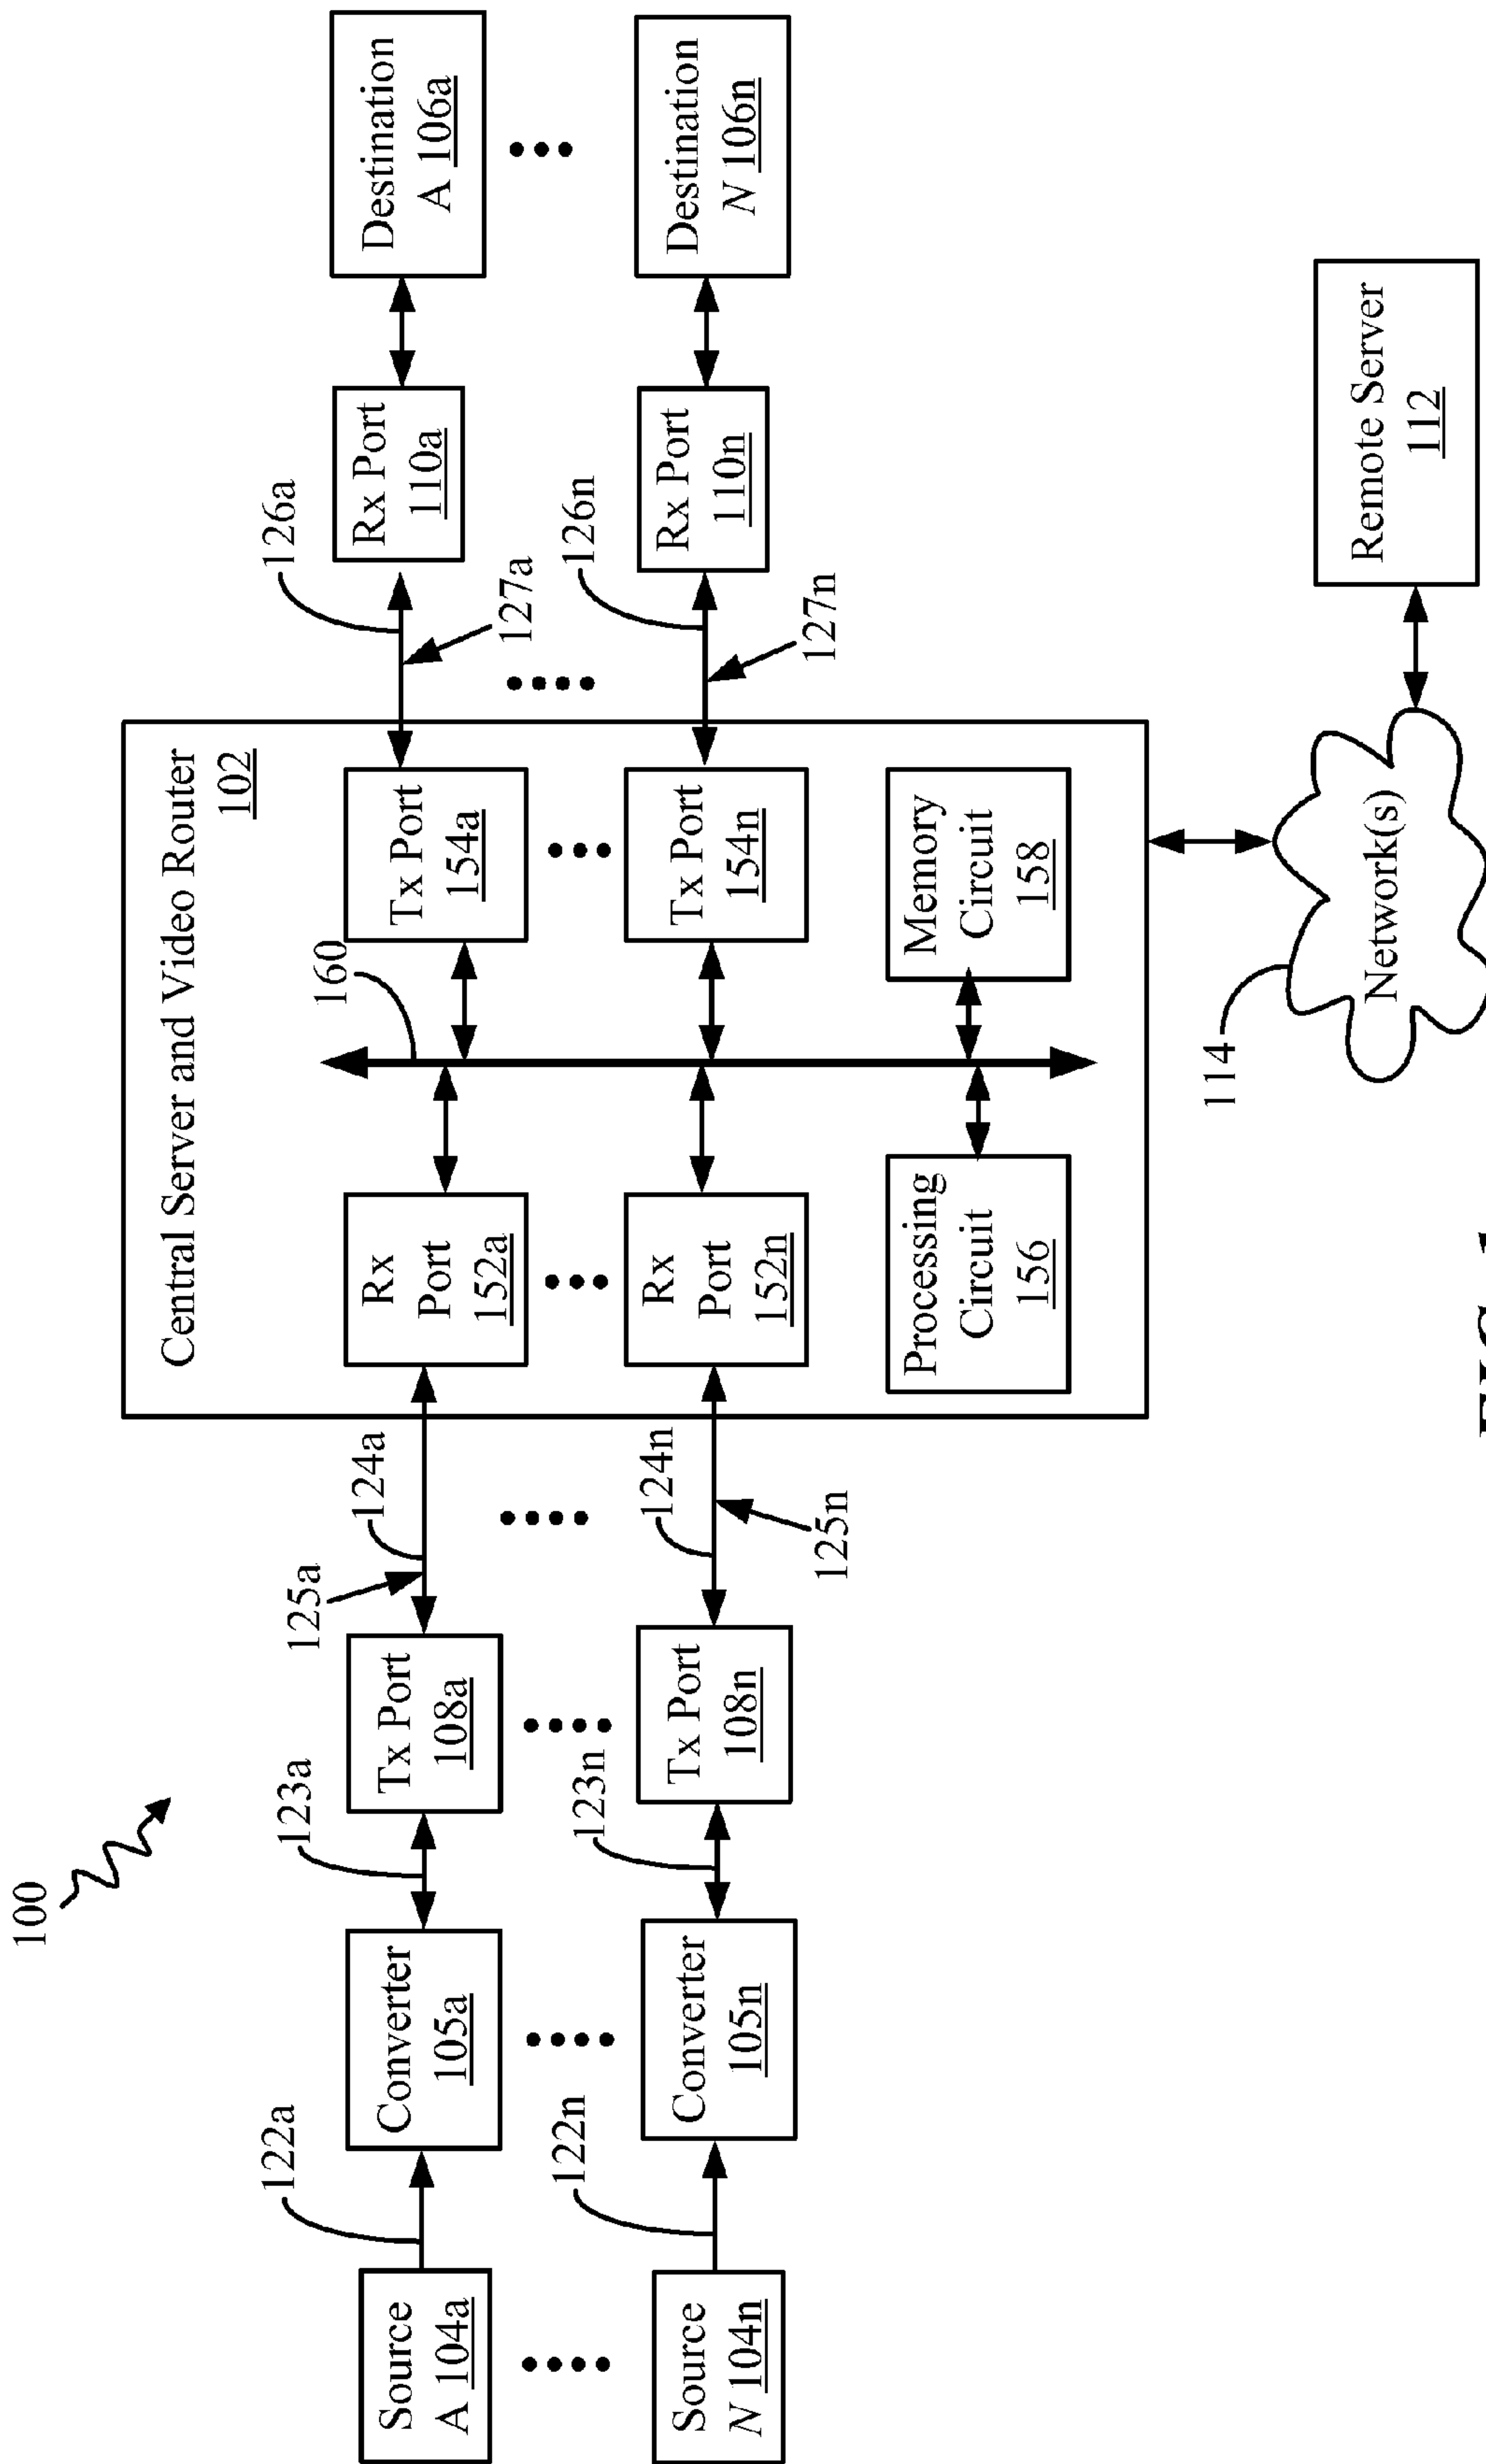 100
Source
A 104a
122a
Converter
105a
123a
Tx Port
108a
125a
124a
Central Server and Video Router
102
Rx
Port
152a
160
Tx Port
154a
126a
127a
Rx Port
110a
Destination
A 106a
Source
N 104n
122n
Converter
105n
123n
Tx Port
108n
124n
125n
Rx
Port
152n
Tx Port
154n
126n
127n
Rx Port
110n
Destination
N 106n
Processing
Circuit
156
Memory
Circuit
158
114
Network(s)
Remote Server
112